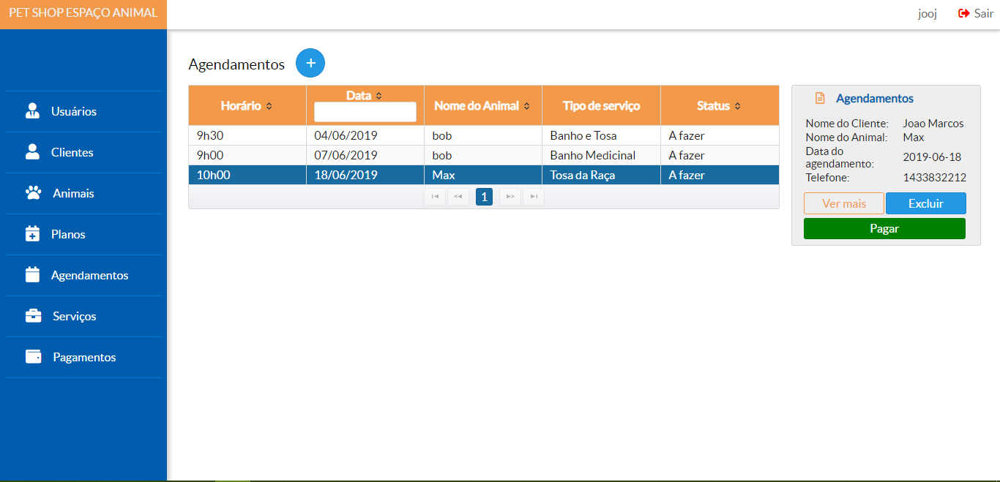 PET SHOP ESPAÇO ANIMAL
jooj
Sair
Usuários
Clientes
Animais
Planos
Agendamentos
Serviços
Pagamentos
Agendamentos
Horário Data Nome do Animal Tipo de serviço Status
9h30 04/06/2019 bob Banho e Tosa A fazer
9h00 07/06/2019 bob Banho Medicinal A fazer
10h00 18/06/2019 Max Tosa da Raça A fazer
1
Agendamentos
Nome do Cliente: Joao Marcos
Nome do Animal: Max
Data do
agendamento: 2019-06-18
Telefone: 1433832212
Ver mais Excluir
Pagar